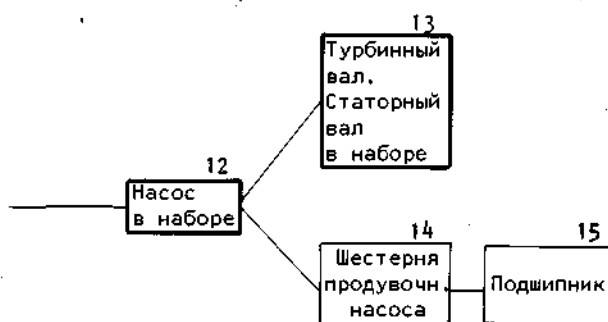 13
Турбинный
вал.
Статорный
вал
в наборе
12
Насос
в наборе
14
Шестерня
продувочн.
насоса
15
Подшипник